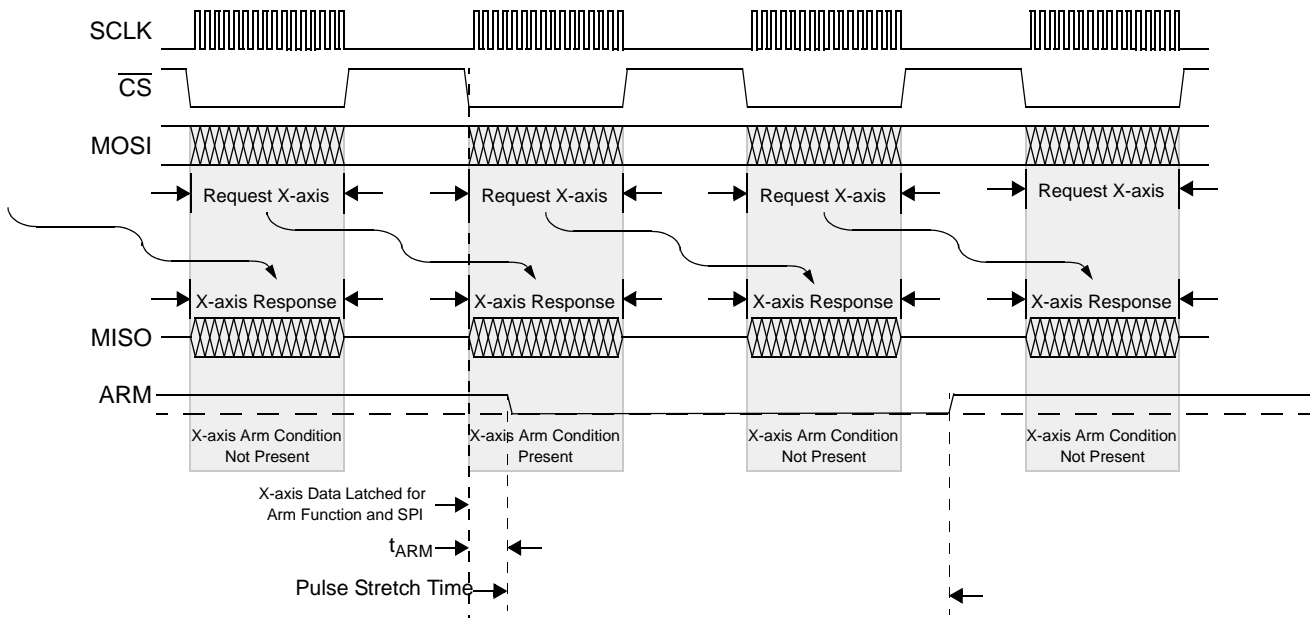 SCLK
CS
MOSI
Request X-axis
Request X-axis
Request X-axis
Request X-axis
X-axis Response
X-axis Response
X-axis Response
X-axis Response
MISO
ARM
X-axis Arm Condition
Not Present
X-axis Arm Condition
Present
X-axis Arm Condition
Not Present
X-axis Arm Condition
Not Present
X-axis Data Latched for
Arm Function and SPI
tARM
Pulse Stretch Time